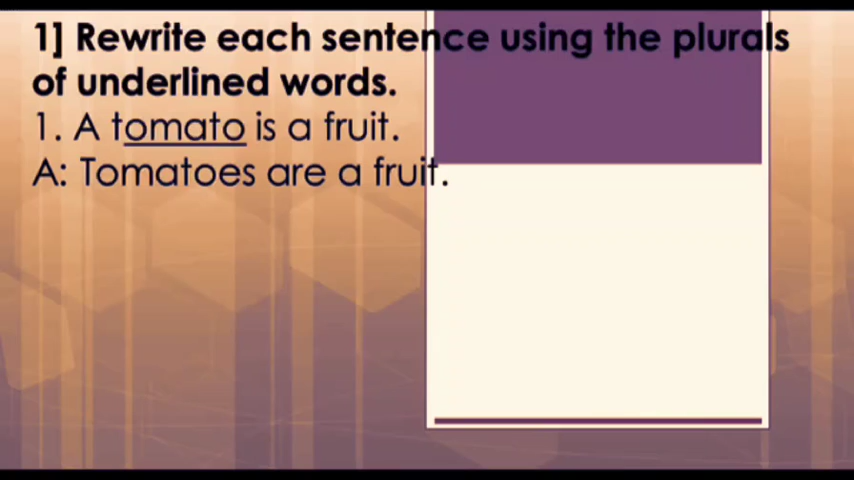 1] Rewrite each sentence using the plurals
of underlined words.
1. A tomato is a fruit.
A: Tomatoes are a fruit.